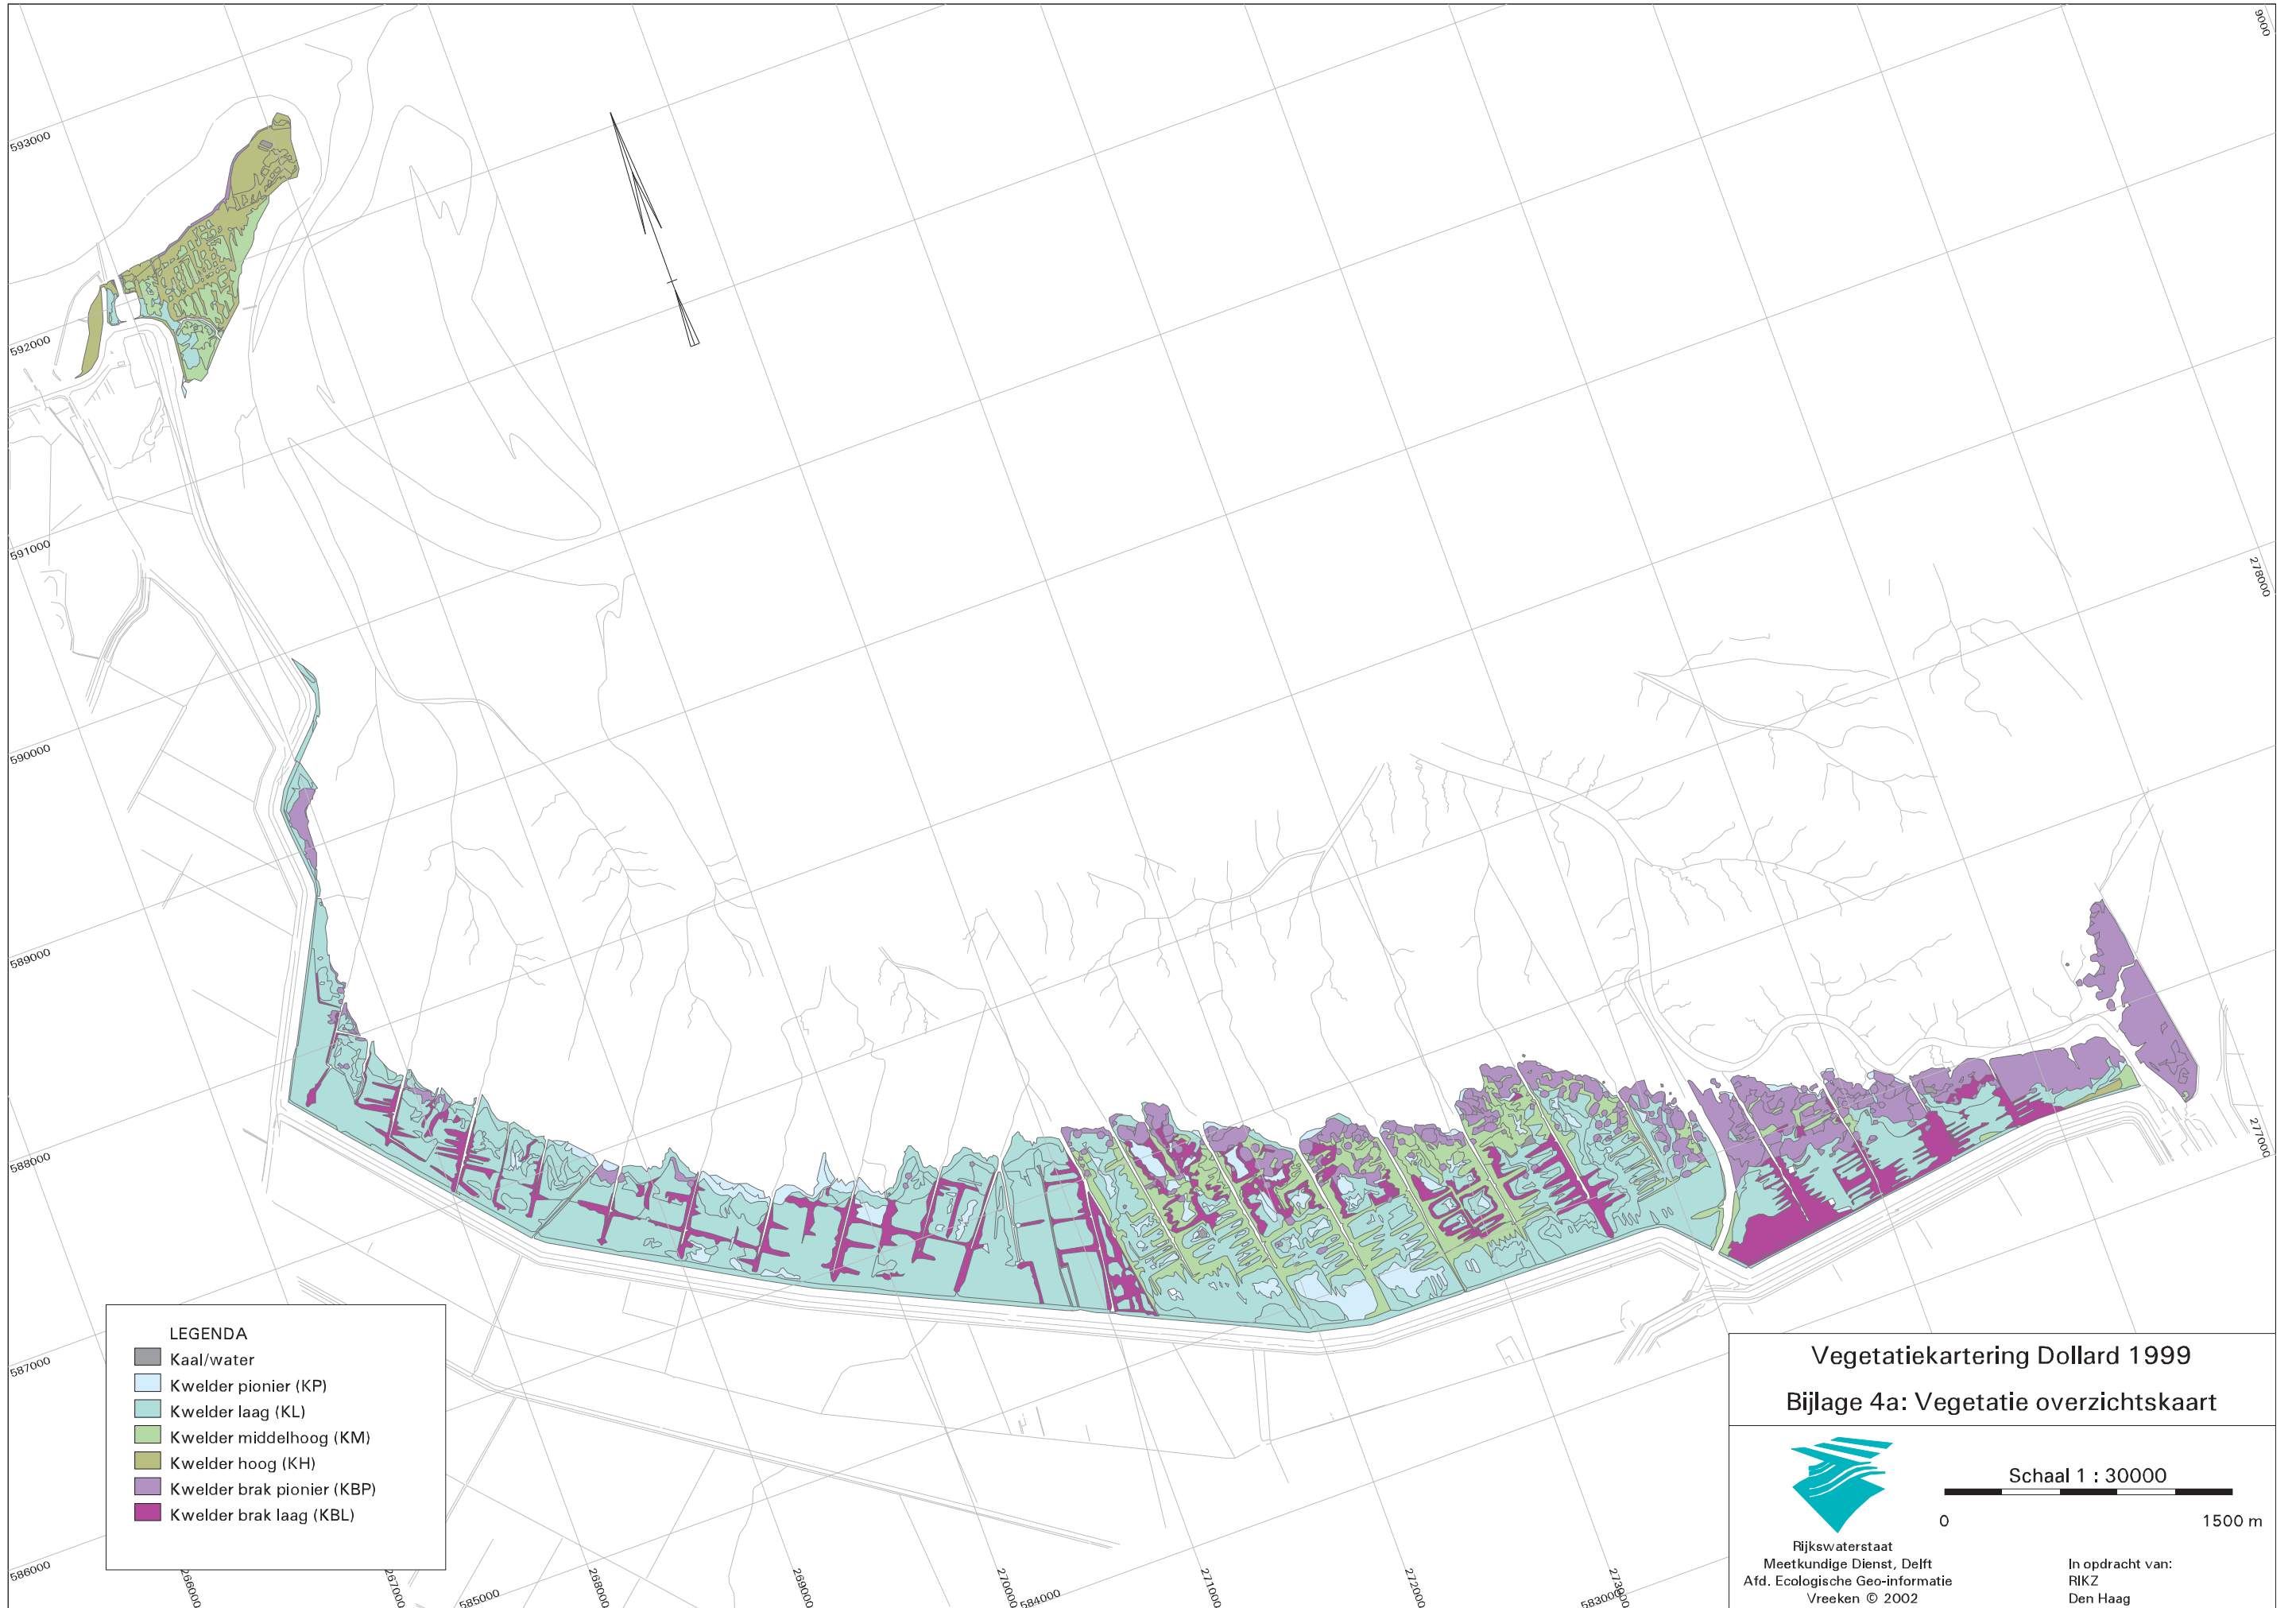 9000
593000
592000
591000
590000
589000
588000
587000
586000
278000
277000
266000
267000
585000
268000
269000
270000
584000
271000
272000
583000
LEGENDA
Kaal/water
Kwelder pionier (KP)
Kwelder laag (KL)
Kwelder middelhoog (KM)
Kwelder hoog (KH)
Kwelder brak pionier (KBP)
Kwelder brak laag (KBL)
Vegetatiekartering Dollard 1999
Bijlage 4a: Vegetatie overzichtskaart
Schaal 1 : 30000
0 1500 m
Rijkswaterstaat
Meetkundige Dienst, Delft
Afd. Ecologische Geo-informatie
Vreeken © 2002
In opdracht van:
RIKZ
Den Haag